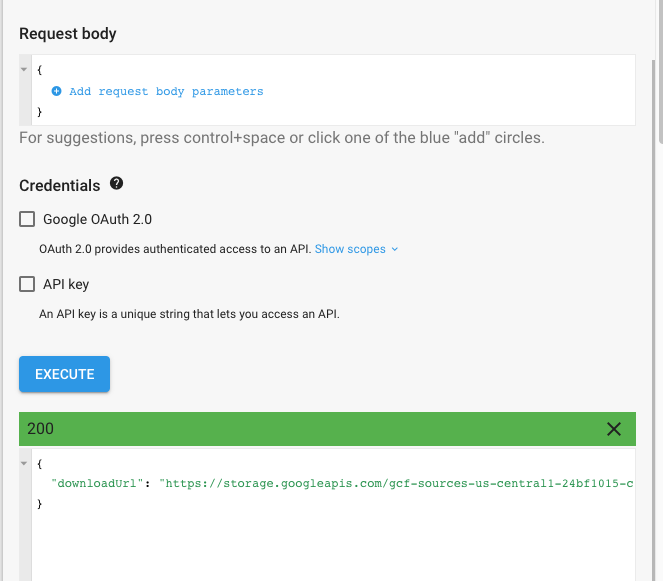 Request body
{
Add request body parameters
}
For suggestions, press control+space or click one of the blue "add" circles.
Credentials
Google OAuth 2.0
OAuth 2.0 provides authenticated access to an API. Show scopes
API key
An API key is a unique string that lets you access an API.
EXECUTE
200
{
"downloadUrl": "https://storage.googleapis.com/gcf-sources-us-central1-24bf1015-c
}